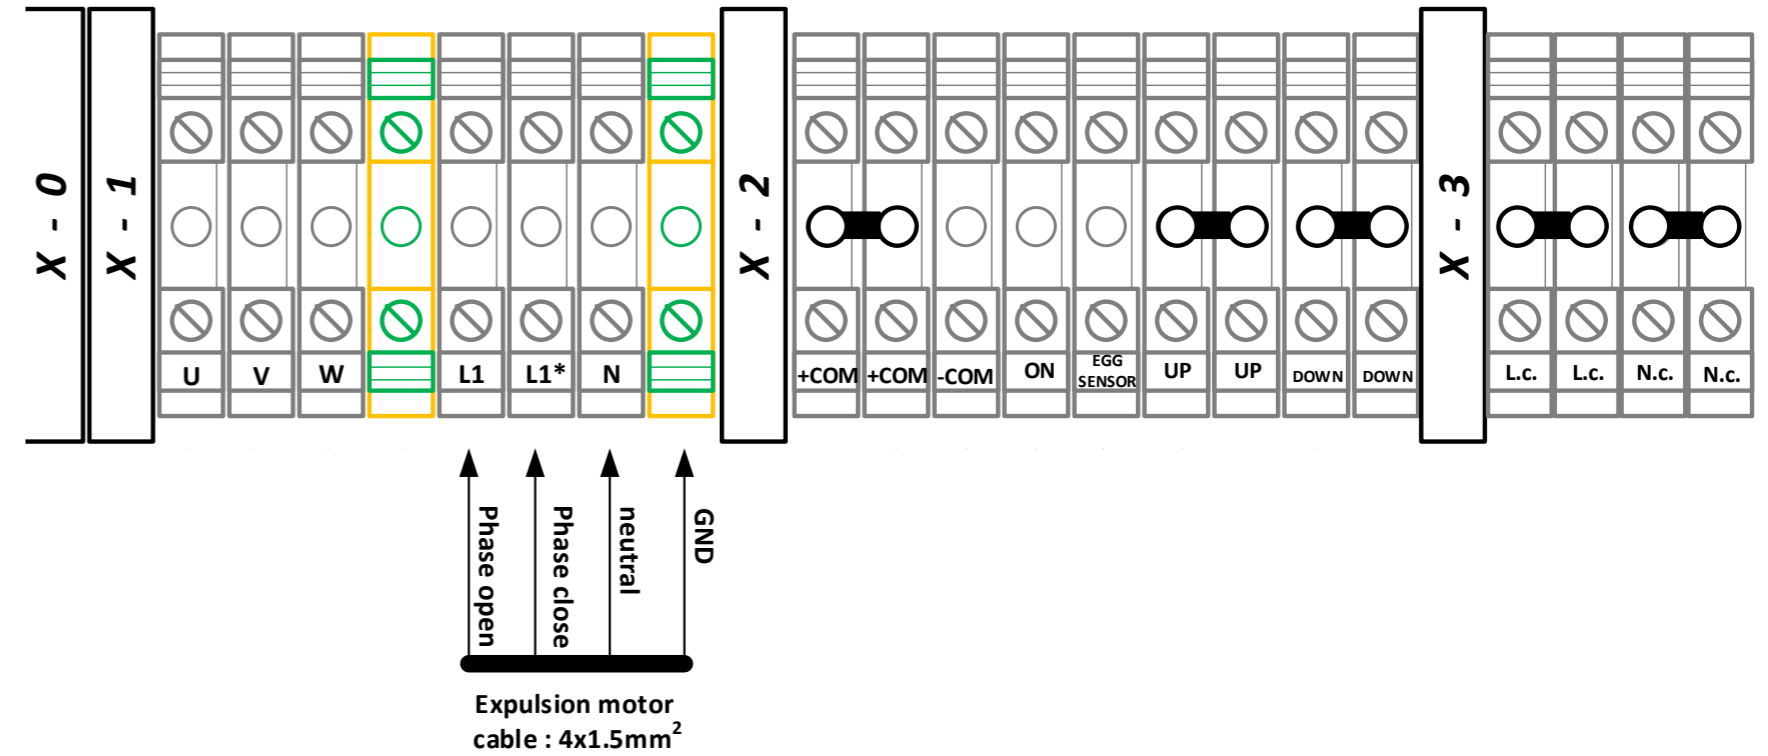 X - 0
X - 1
U
V
W
L1
L1*
N
X - 2
+COM
+COM
-COM
ON
EGG
SENSOR
UP
UP
DOWN
DOWN
X - 3
L.c.
L.c.
N.c.
N.c.
Phase open
Phase close
neutral
GND
Expulsion motor
cable : 4x1.5mm²